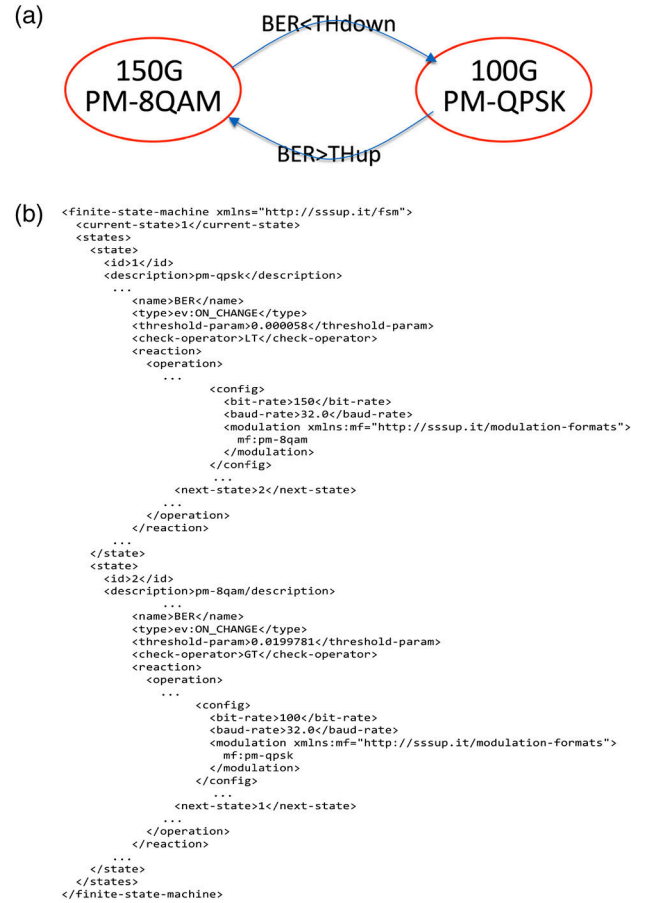 (a)
BER<THdown
150G
PM-8QAM
100G
PM-QPSK
BER>THup
(b)
<finite-state-machine xmlns="http://sssup.it/fsm">
<current-state>1</current-state>
<states>
<state>
<id>1</id>
<description>pm-qpsk</description>
...
<name>BER</name>
<type>ev:ON_CHANGE</type>
<threshold-param>0.000058</threshold-param>
<check-operator>LT</check-operator>
<reaction>
<operation>
...
<config>
<bit-rate>150</bit-rate>
<baud-rate>32.0</baud-rate>
<modulation xmlns:mf="http://sssup.it/modulation-formats">
mf:pm-8qam
</modulation>
</config>
...
<next-state>2</next-state>
...
</operation>
</reaction>
...
</state>
<state>
<id>2</id>
<description>pm-8qam/description>
...
<name>BER</name>
<type>ev:ON_CHANGE</type>
<threshold-param>0.0199781</threshold-param>
<check-operator>GT</check-operator>
<reaction>
<operation>
...
<config>
<bit-rate>100</bit-rate>
<baud-rate>32.0</baud-rate>
<modulation xmlns:mf="http://sssup.it/modulation-formats">
mf:pm-qpsk
</modulation>
</config>
...
<next-state>1</next-state>
...
</operation>
</reaction>
...
</state>
</states>
</finite-state-machine>